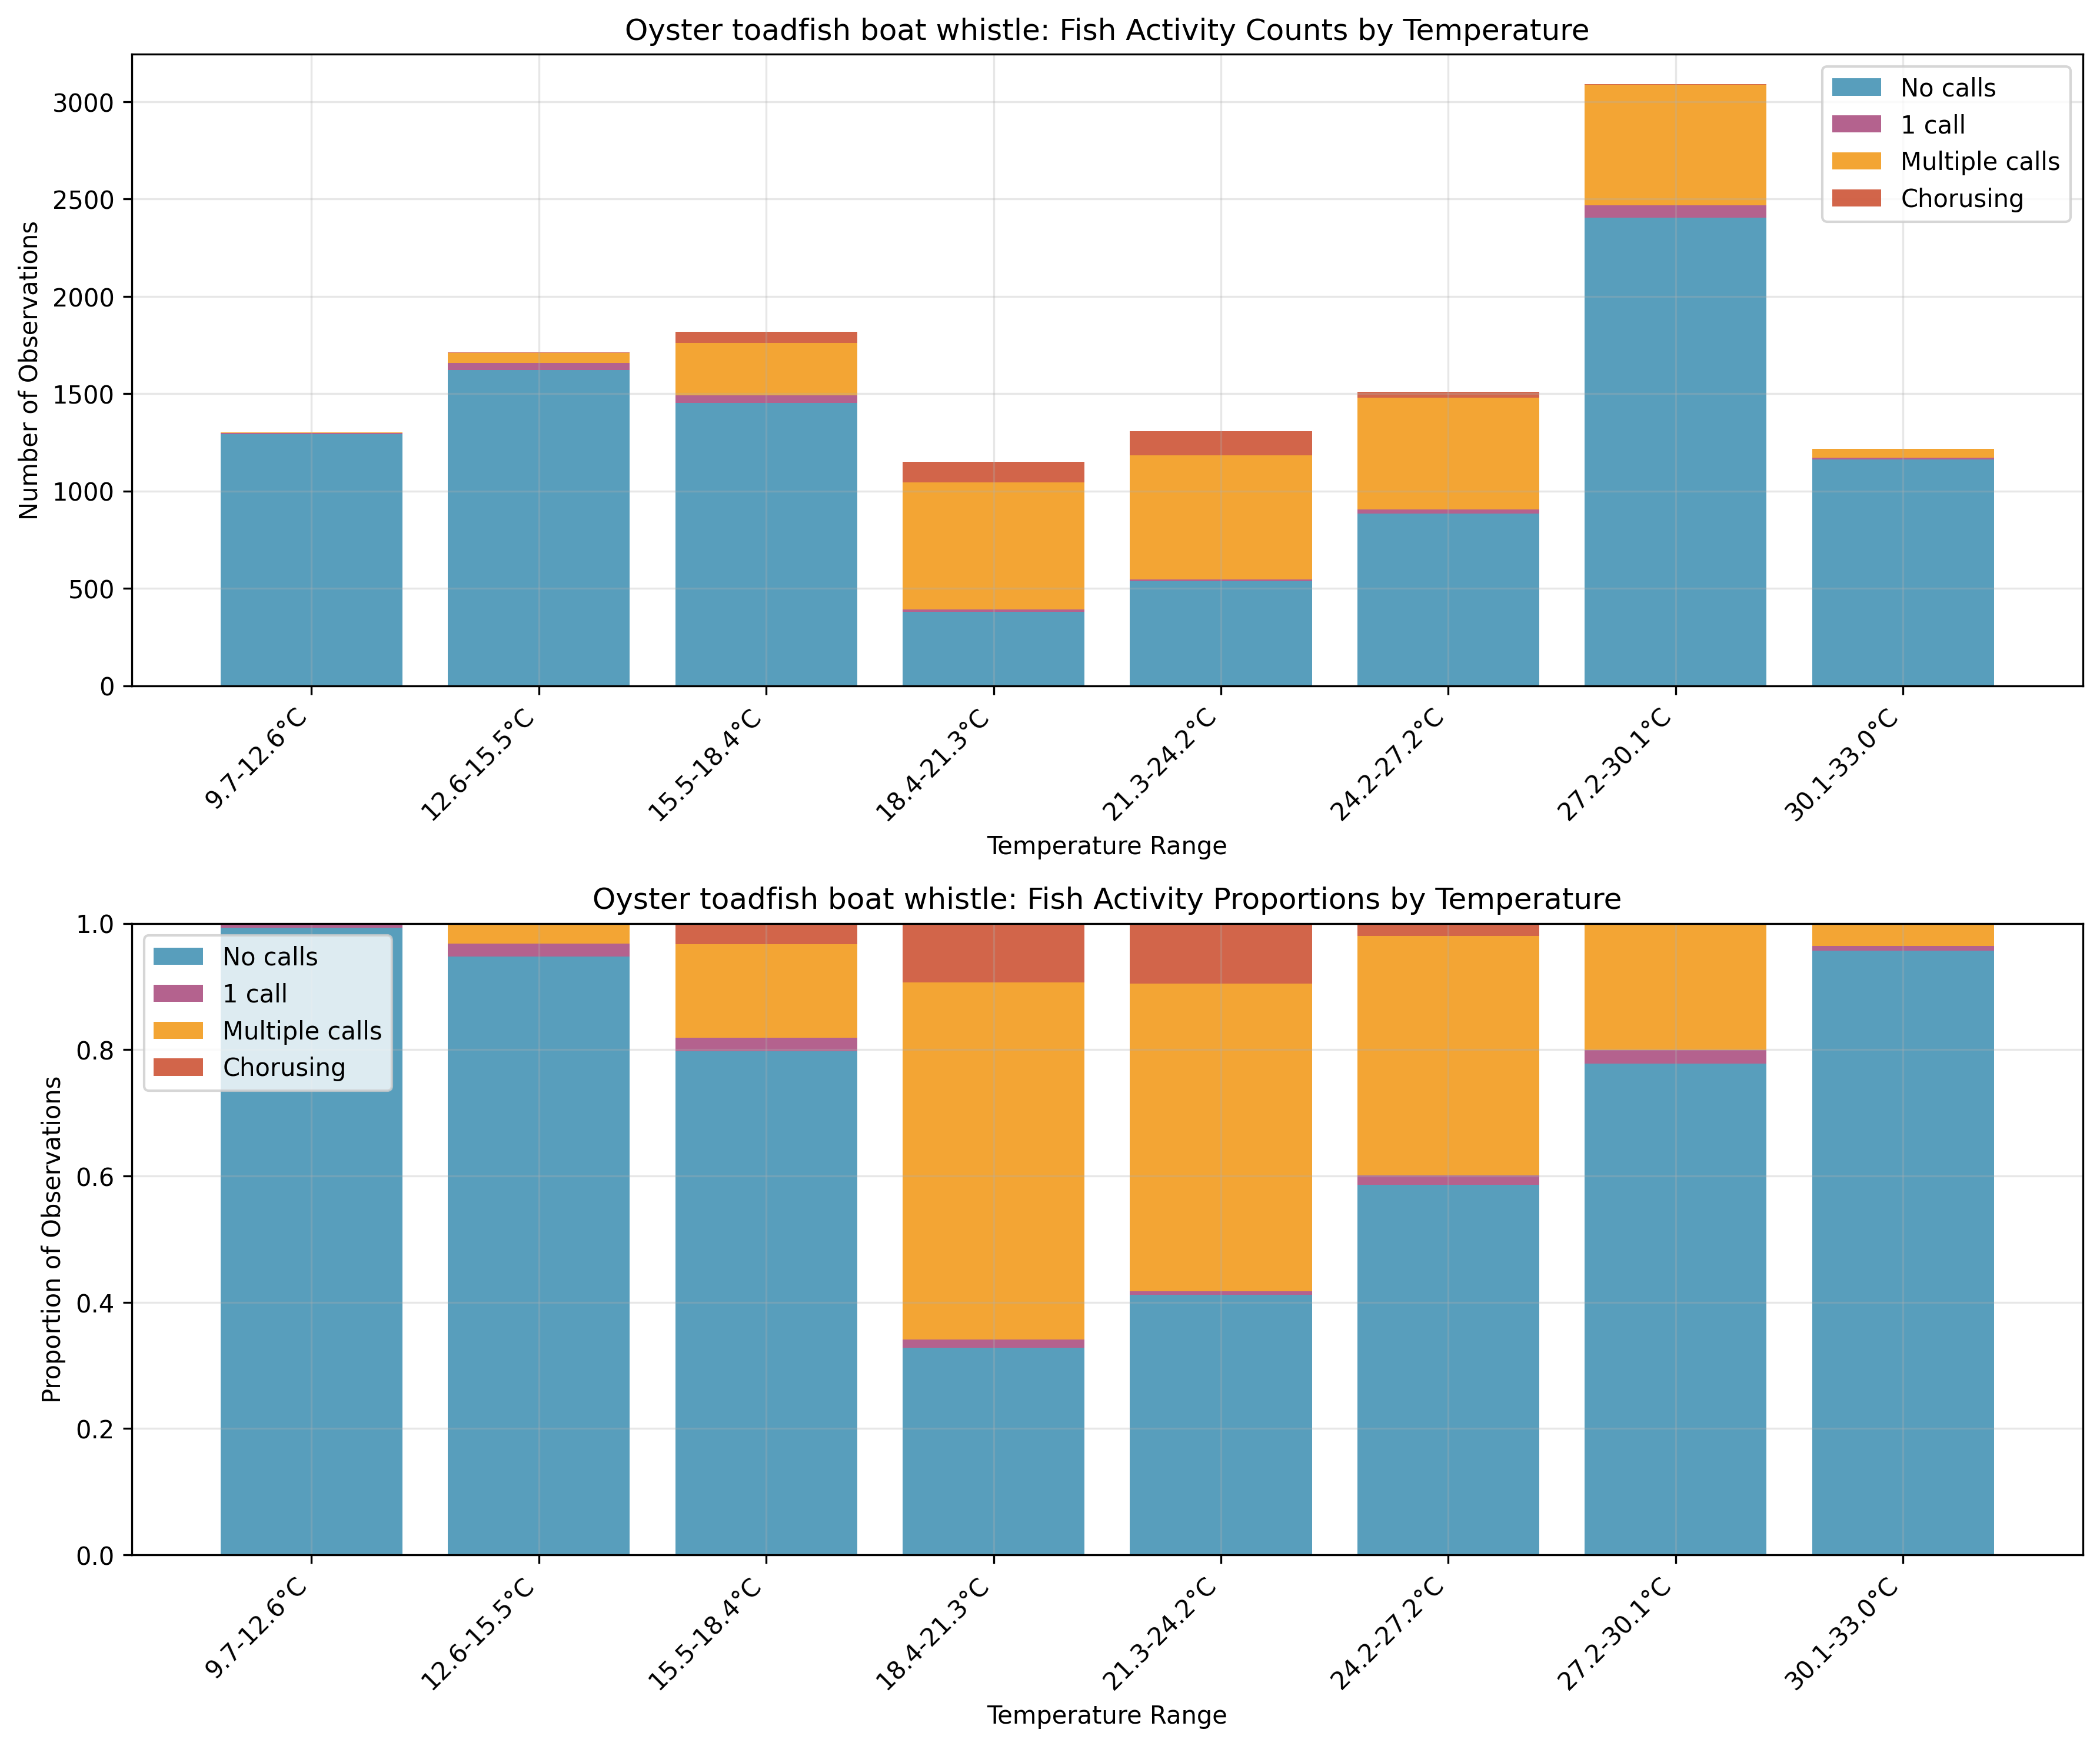 Oyster toadfish boat whistle: Fish Activity Counts by Temperature
Number of Observations
3000
2500
2000
1500
1000
500
0
No calls
1 call
Multiple calls
Chorusing
9.7-12.6°C
12.6-15.5°C
15.5-18.4°C
18.4-21.3°C
21.3-24.2°C
24.2-27.2°C
27.2-30.1°C
30.1-33.0°C
Temperature Range
Oyster toadfish boat whistle: Fish Activity Proportions by Temperature
Proportion of Observations
1.0
0.8
0.6
0.4
0.2
0.0
No calls
1 call
Multiple calls
Chorusing
9.7-12.6°C
12.6-15.5°C
15.5-18.4°C
18.4-21.3°C
21.3-24.2°C
24.2-27.2°C
27.2-30.1°C
30.1-33.0°C
Temperature Range